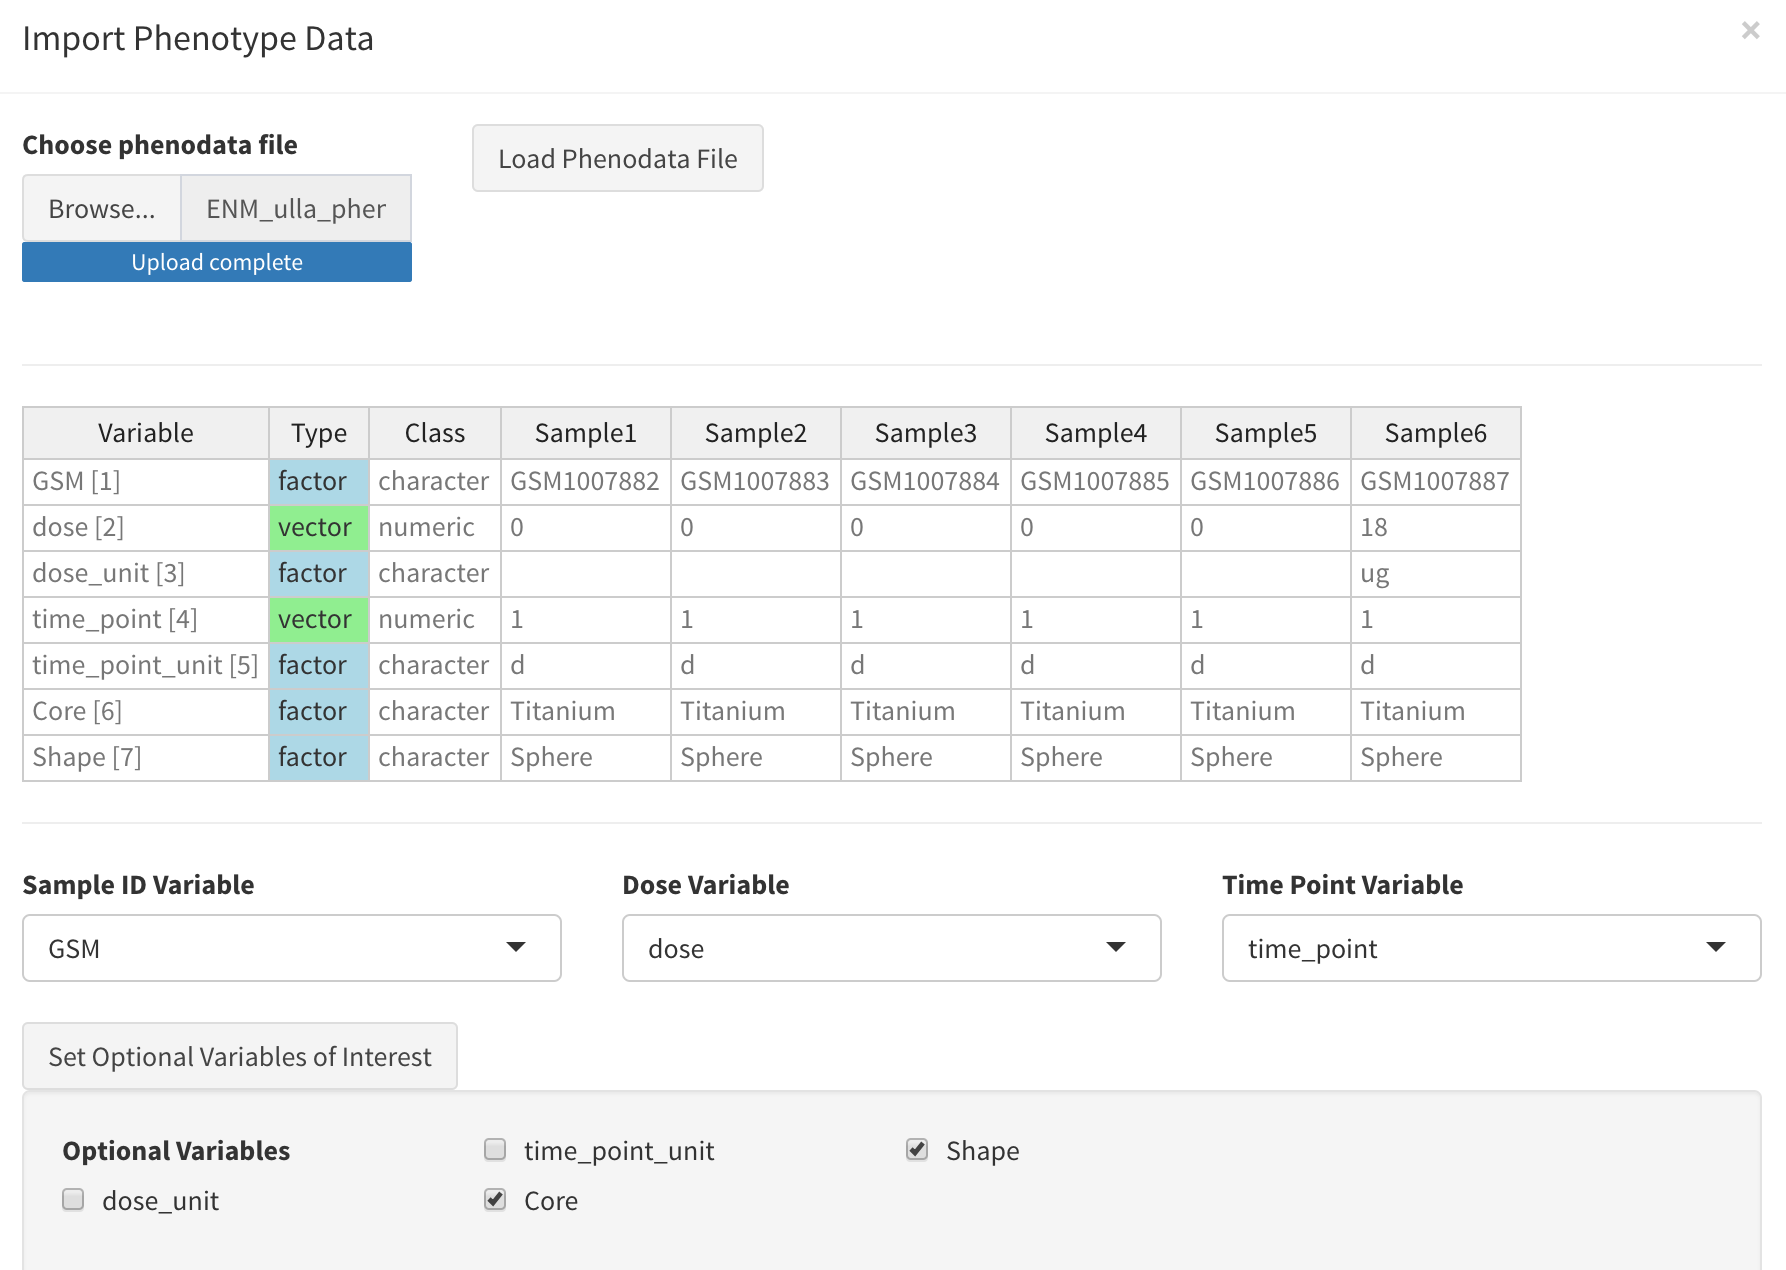 Import Phenotype Data
×
Choose phenodata file
Load Phenodata File
Browse... ENM_ulla_pher
Upload complete
Variable Type Class Sample1 Sample2 Sample3 Sample4 Sample5 Sample6
GSM [1] factor character GSM1007882 GSM1007883 GSM1007884 GSM1007885 GSM1007886 GSM1007887
dose [2] vector numeric 0 0 0 0 0 18
dose_unit [3] factor character ug
time_point [4] vector numeric 1 1 1 1 1 1
time_point_unit [5] factor character d d d d d d
Core [6] factor character Titanium Titanium Titanium Titanium Titanium Titanium
Shape [7] factor character Sphere Sphere Sphere Sphere Sphere Sphere
Sample ID Variable Dose Variable Time Point Variable
GSM dose time_point
Set Optional Variables of Interest
Optional Variables time_point_unit Shape
dose_unit Core